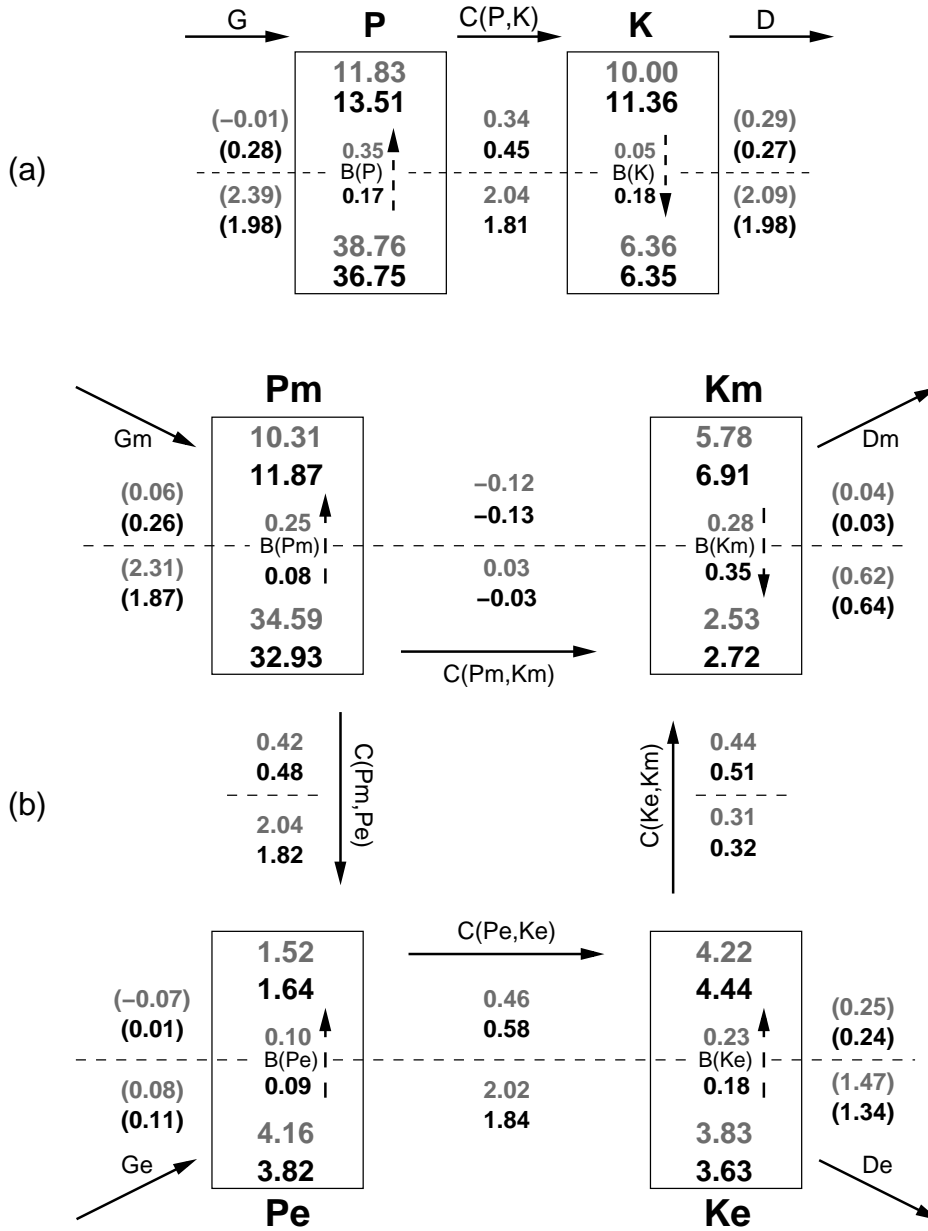 G P C(P,K) K D
11.83 10.00
13.51 11.36
(−0.01) 0.34 (0.29)
(0.28) 0.45 (0.27)
0.35 0.05
(a) B(P) B(K)
0.17 0.18
(2.39) 2.04 (2.09)
(1.98) 1.81 (1.98)
38.76 6.36
36.75 6.35
Pm Km
Gm 10.31 5.78 Dm
11.87 6.91
(0.06) −0.12 (0.04)
(0.26) −0.13 (0.03)
0.25 0.28
B(Pm) B(Km)
0.08 0.35
(2.31) 0.03 (0.62)
(1.87) −0.03 (0.64)
34.59 2.53
32.93 2.72
C(Pm,Km)
0.42 0.44
0.48 0.51
C(Pm,Pe) C(Ke,Km)
(b)
2.04 0.31
1.82 0.32
C(Pe,Ke)
1.52 4.22
1.64 4.44
(−0.07) 0.46 (0.25)
(0.01) 0.58 (0.24)
0.10 0.23
B(Pe) B(Ke)
0.09 0.18
(0.08) 2.02 (1.47)
(0.11) 1.84 (1.34)
4.16 3.83
Ge 3.82 3.63 De
Pe Ke